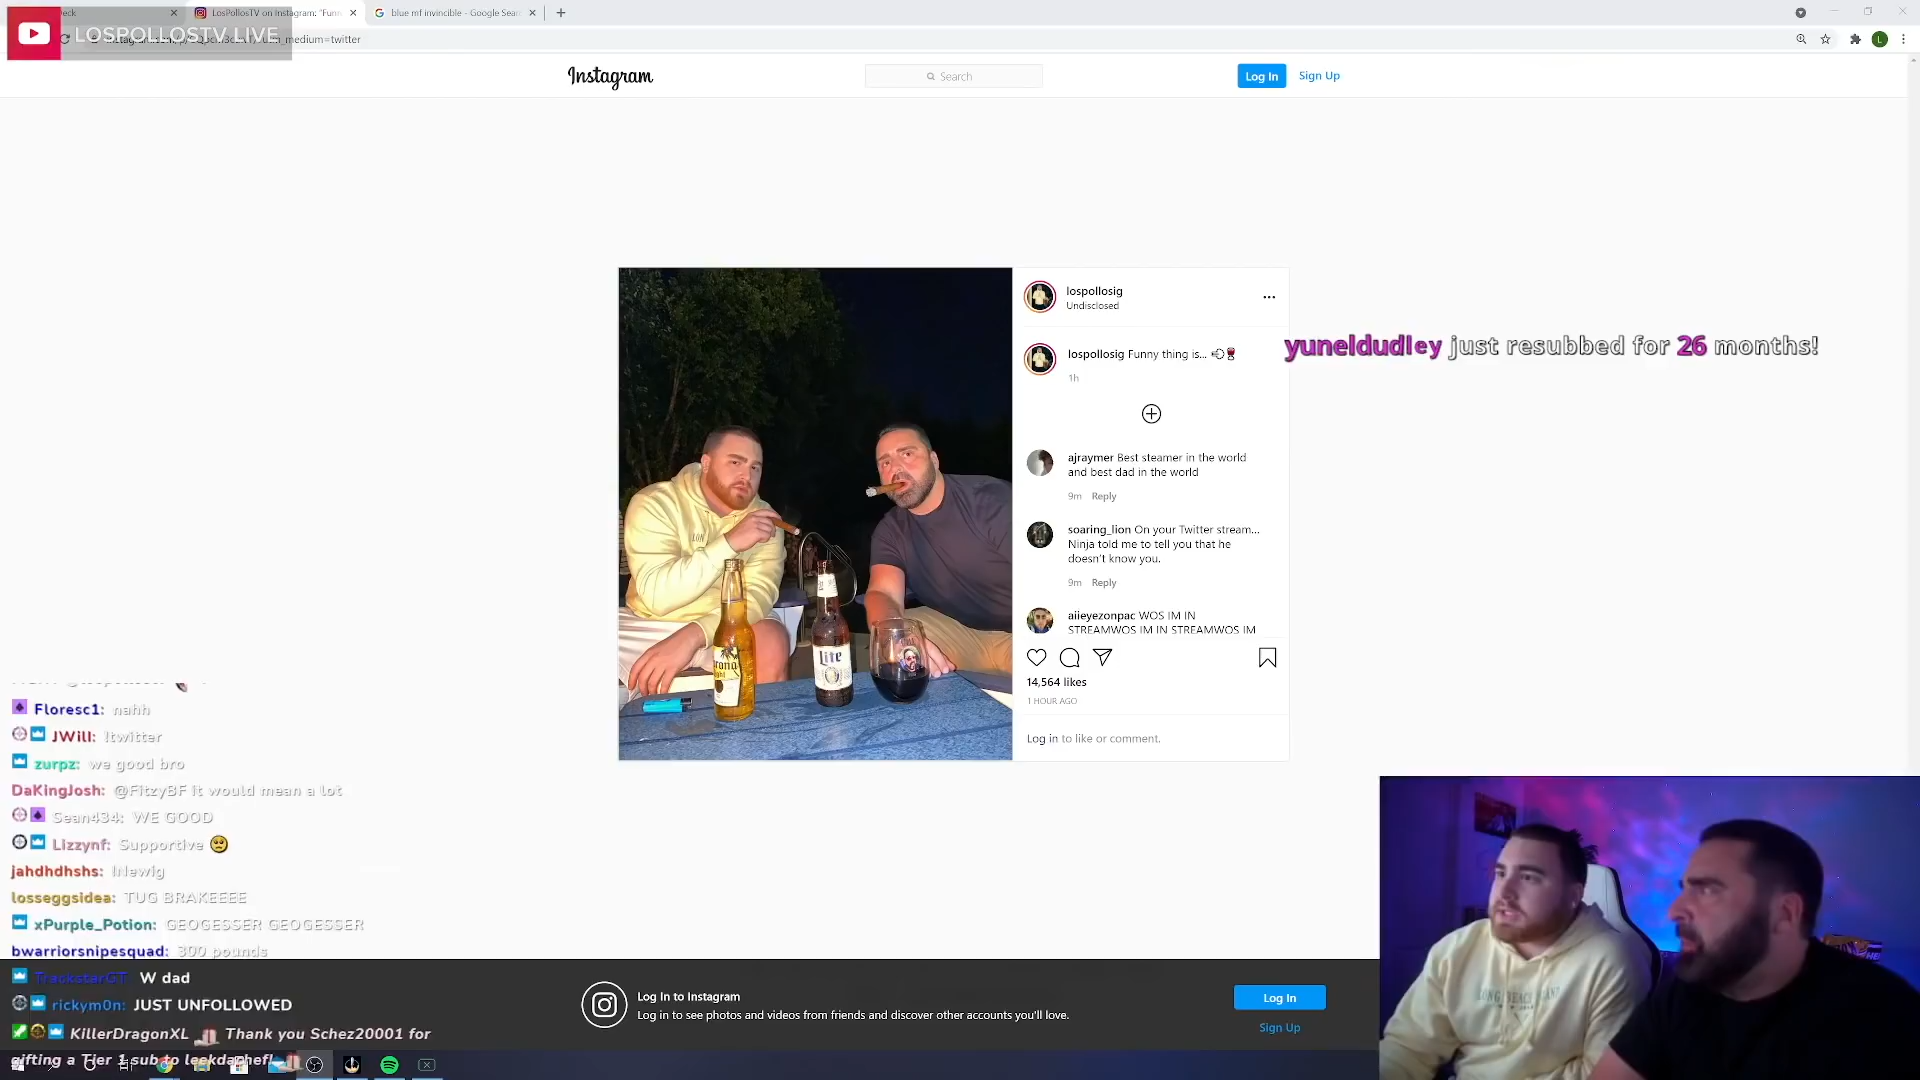 LOSPOLLOSTV LIVE
LosPollosTV on Instagram: "Funn
blue mf invincible - Google Sear
_medium=twitter
Instagram
Search
Log In
Sign Up
lospollosig
Undisclosed
lospollosig Funny thing is...
1h
ajraymer Best steamer in the world
and best dad in the world
9m Reply
soaring_lion On your Twitter stream...
Ninja told me to tell you that he
doesn't know you.
9m Reply
aiieyezonpac WOS IM IN
STREAMWOS IM IN STREAMWOS IM
14,564 likes
1 HOUR AGO
Log in to like or comment.
yuneldudley just resubbed for 26 months!
Lite
Floresc1: nahh
JWill: !twitter
zurpz: we good bro
DaKingJosh: @FitzyBF it would mean a lot
Sean434: WE GOOD
Lizzynf: Supportive
jahdhdhshs: !Newig
losseggsidea: TUG BRAKEEEE
xPurple_Potion: GEOGESSER GEOGESSER
bwarriorsnipesquad: 300 pounds
TrackstarGT: W dad
rickym0n: JUST UNFOLLOWED
KillerDragonXL Thank you Schez20001 for
gifting a Tier 1 sub to leekdachef!
Log In to Instagram
Log in to see photos and videos from friends and discover other accounts you'll love.
Log In
Sign Up
LONG BEACH ISLAND